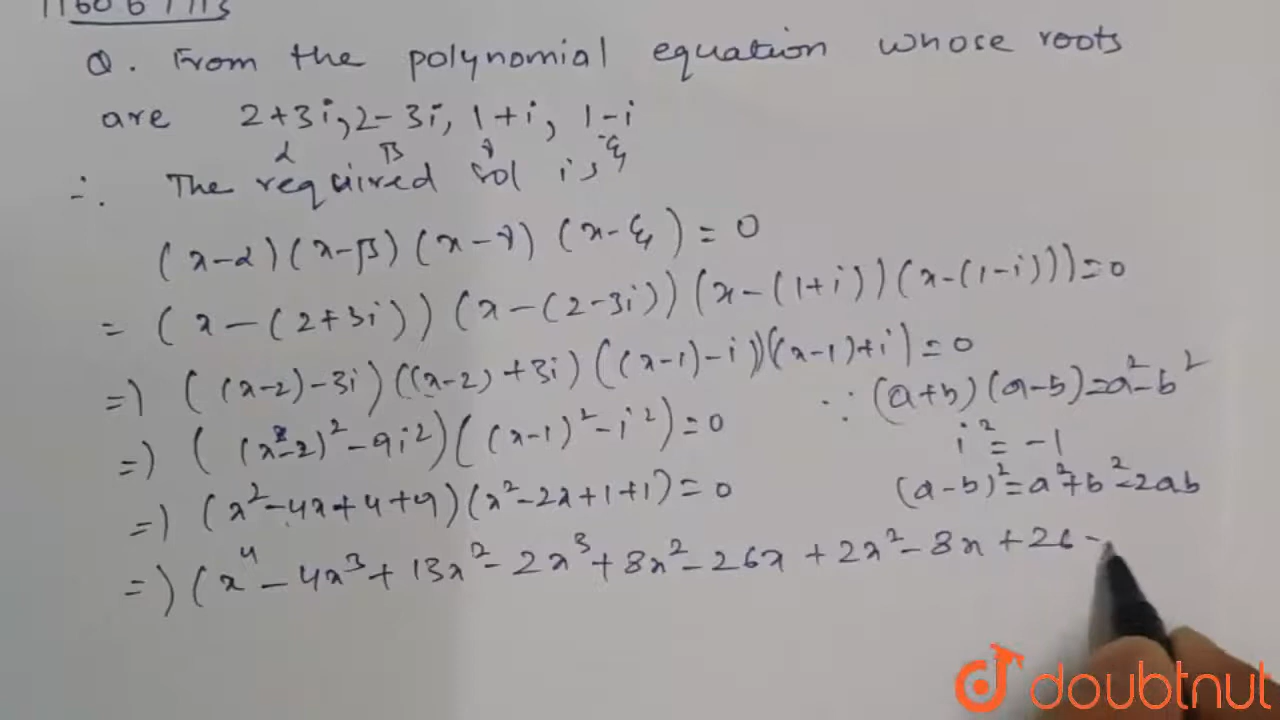 Q. From the polynomial equation whose roots
are 2+3i, 2-3i, 1+i, 1-i
α β γ ξ
∴ The required sol is
(x-α)(x-β)(x-γ)(x-ξ)=0
= (x-(2+3i))(x-(2-3i))(x-(1+i))(x-(1-i)))=0
=) ((x-2)-3i)((x-2)+3i)((x-1)-i)((x-1)+i)=0
∵ (a+b)(a-b)=a²-b²
=) ((x-2)²-9i²)((x-1)²-i²)=0
i²=-1
=) (x²-4x+4+9)(x²-2x+1+1)=0
(a-b)²=a²+b²-2ab
=) (x⁴-4x³+13x²-2x³+8x²-26x+2x²-8x+26-
doubtnut